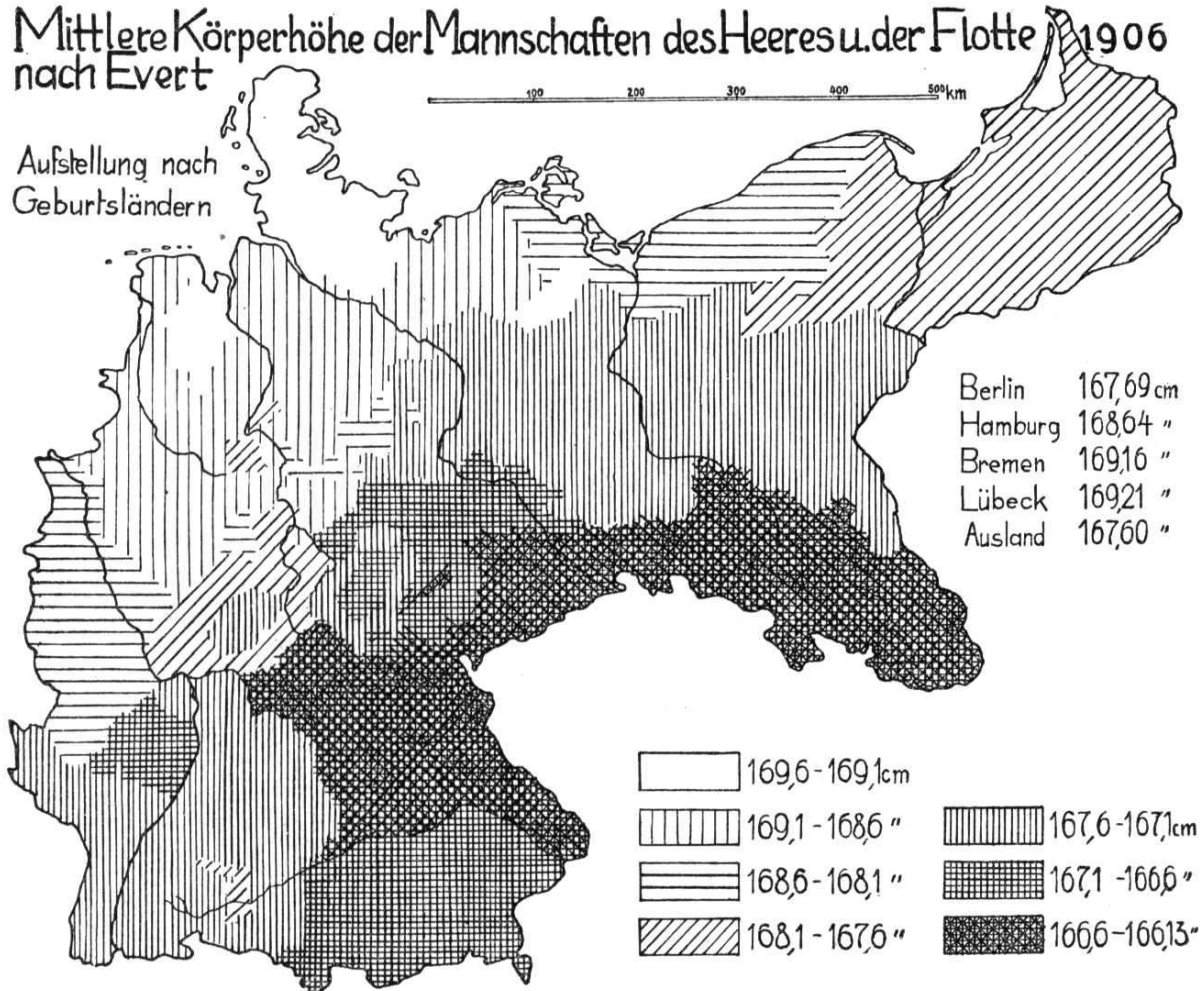 Mittlere Körperhöhe der Mannschaften des Heeres u. der Flotte 1906
nach Evert
100 200 300 400 500 km
Aufstellung nach
Geburtsländern
Berlin 167,69 cm
Hamburg 168,64 "
Bremen 169,16 "
Lübeck 169,21 "
Ausland 167,60 "
169,6 - 169,1 cm
169,1 - 168,6 "
168,6 - 168,1 "
168,1 - 167,6 "
167,6 - 167,1 cm
167,1 - 166,6 "
166,6 - 166,13 "